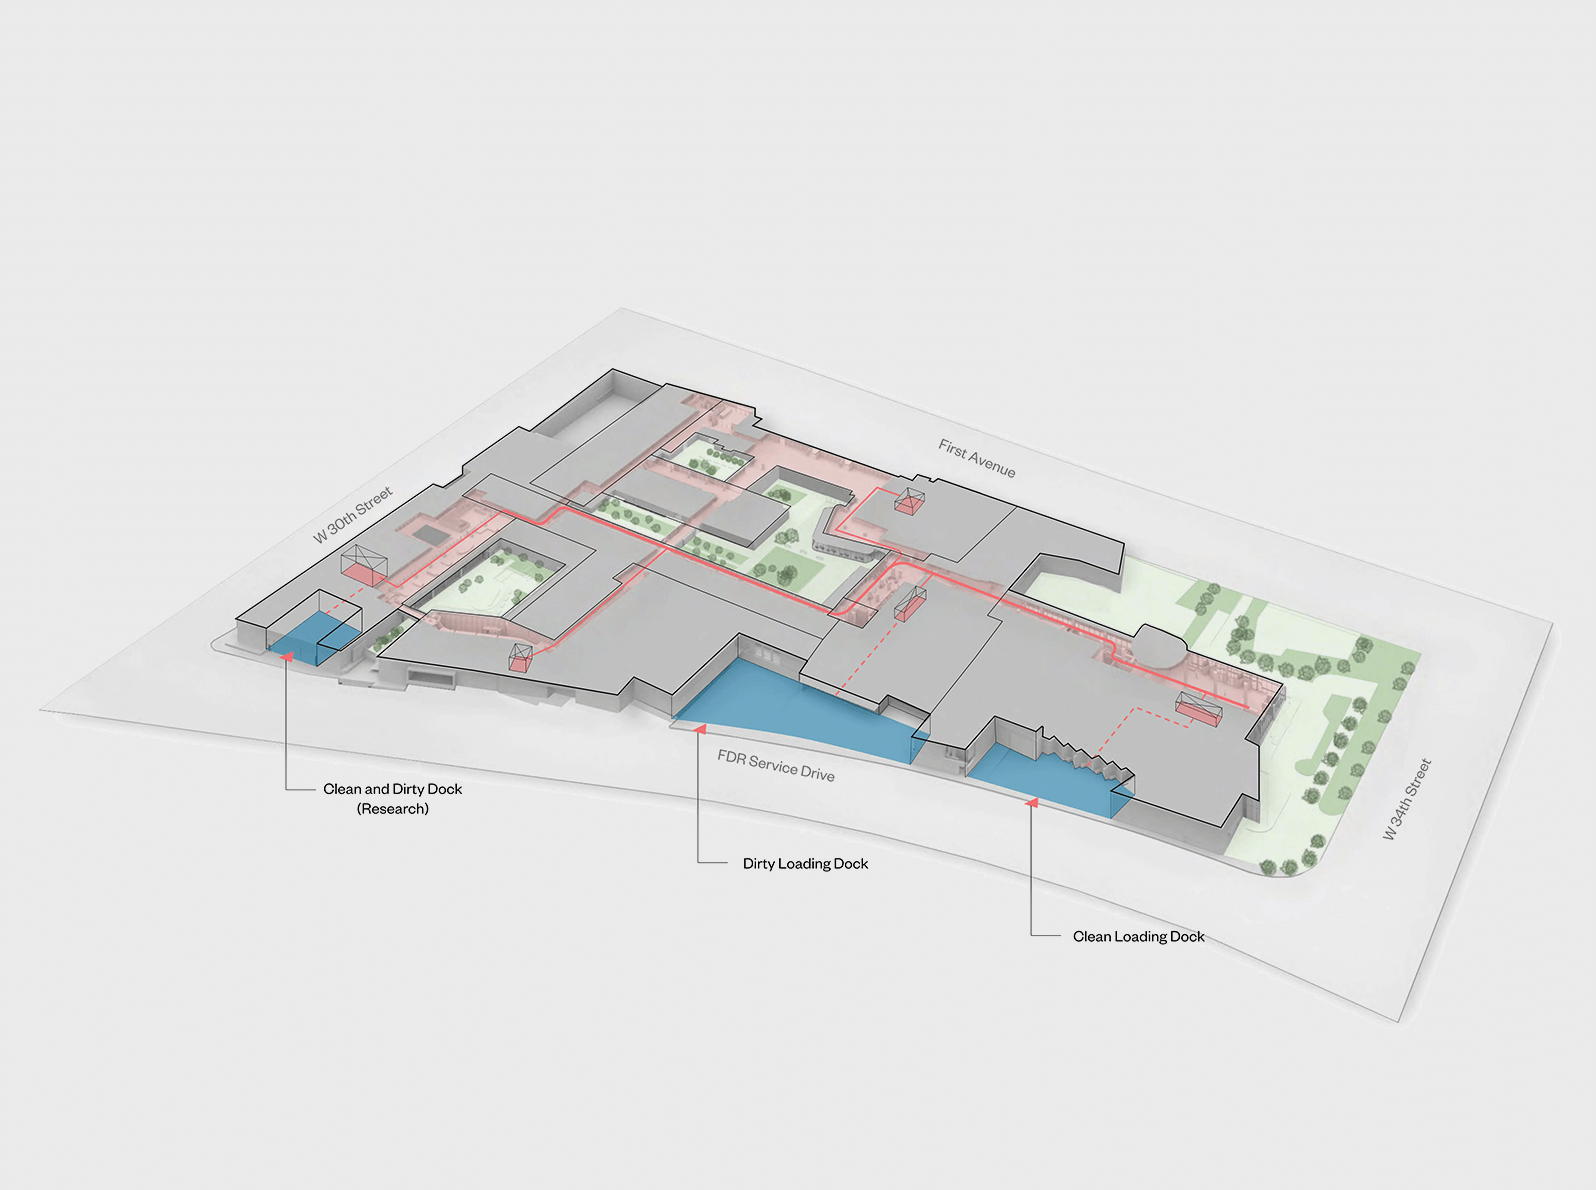 First Avenue
W 30th Street
FDR Service Drive
W 34th Street
Clean and Dirty Dock
(Research)
Dirty Loading Dock
Clean Loading Dock